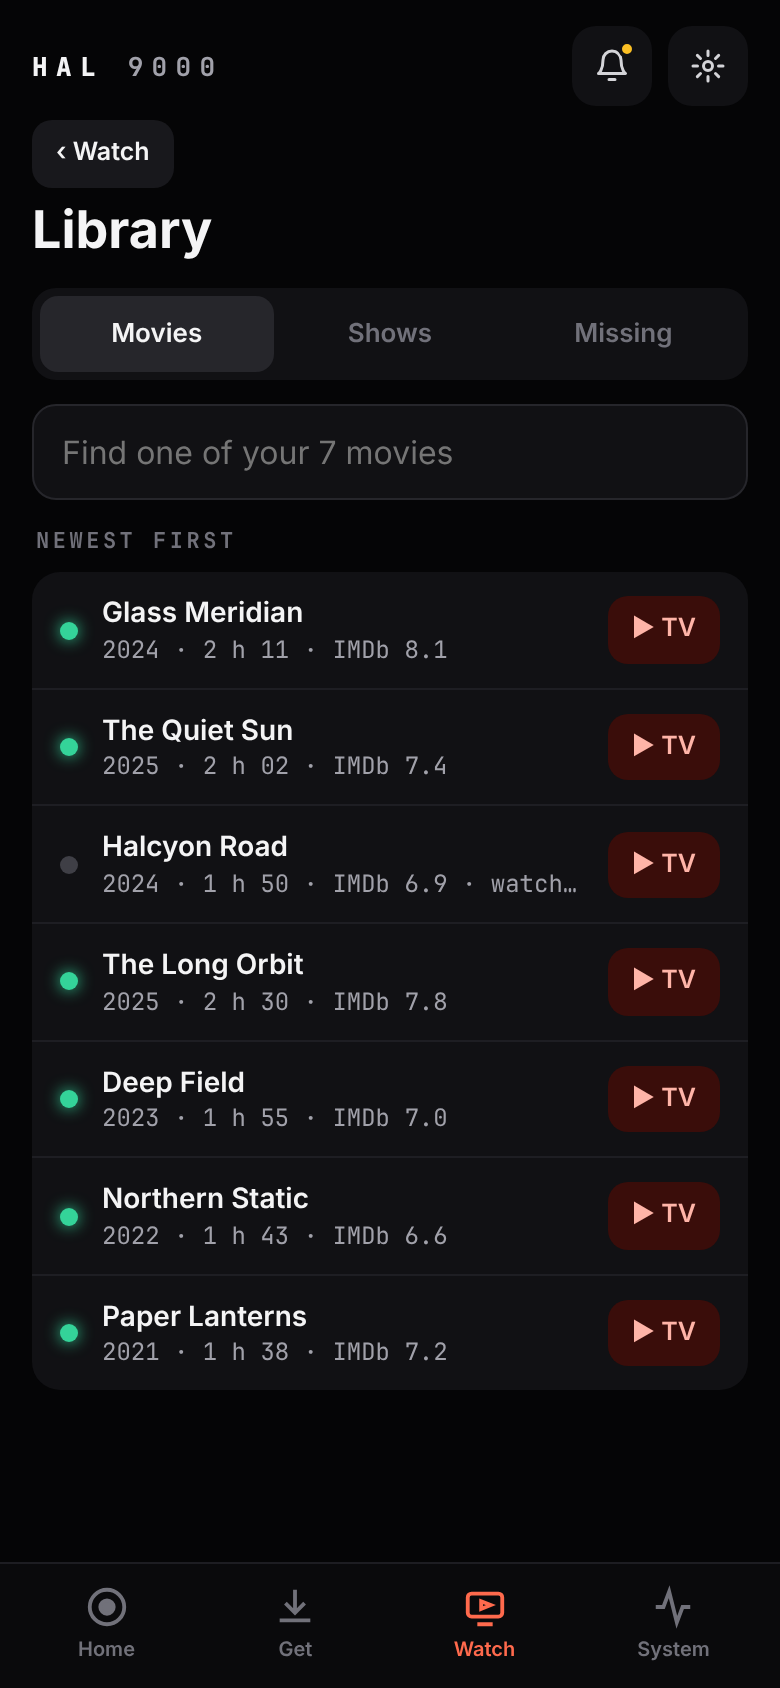 HAL 9000
‹ Watch
Library
Movies Shows Missing
Find one of your 7 movies
NEWEST FIRST
Glass Meridian
2024 · 2 h 11 · IMDb 8.1
▶ TV
The Quiet Sun
2025 · 2 h 02 · IMDb 7.4
▶ TV
Halcyon Road
2024 · 1 h 50 · IMDb 6.9 · watch…
▶ TV
The Long Orbit
2025 · 2 h 30 · IMDb 7.8
▶ TV
Deep Field
2023 · 1 h 55 · IMDb 7.0
▶ TV
Northern Static
2022 · 1 h 43 · IMDb 6.6
▶ TV
Paper Lanterns
2021 · 1 h 38 · IMDb 7.2
▶ TV
Home Get Watch System